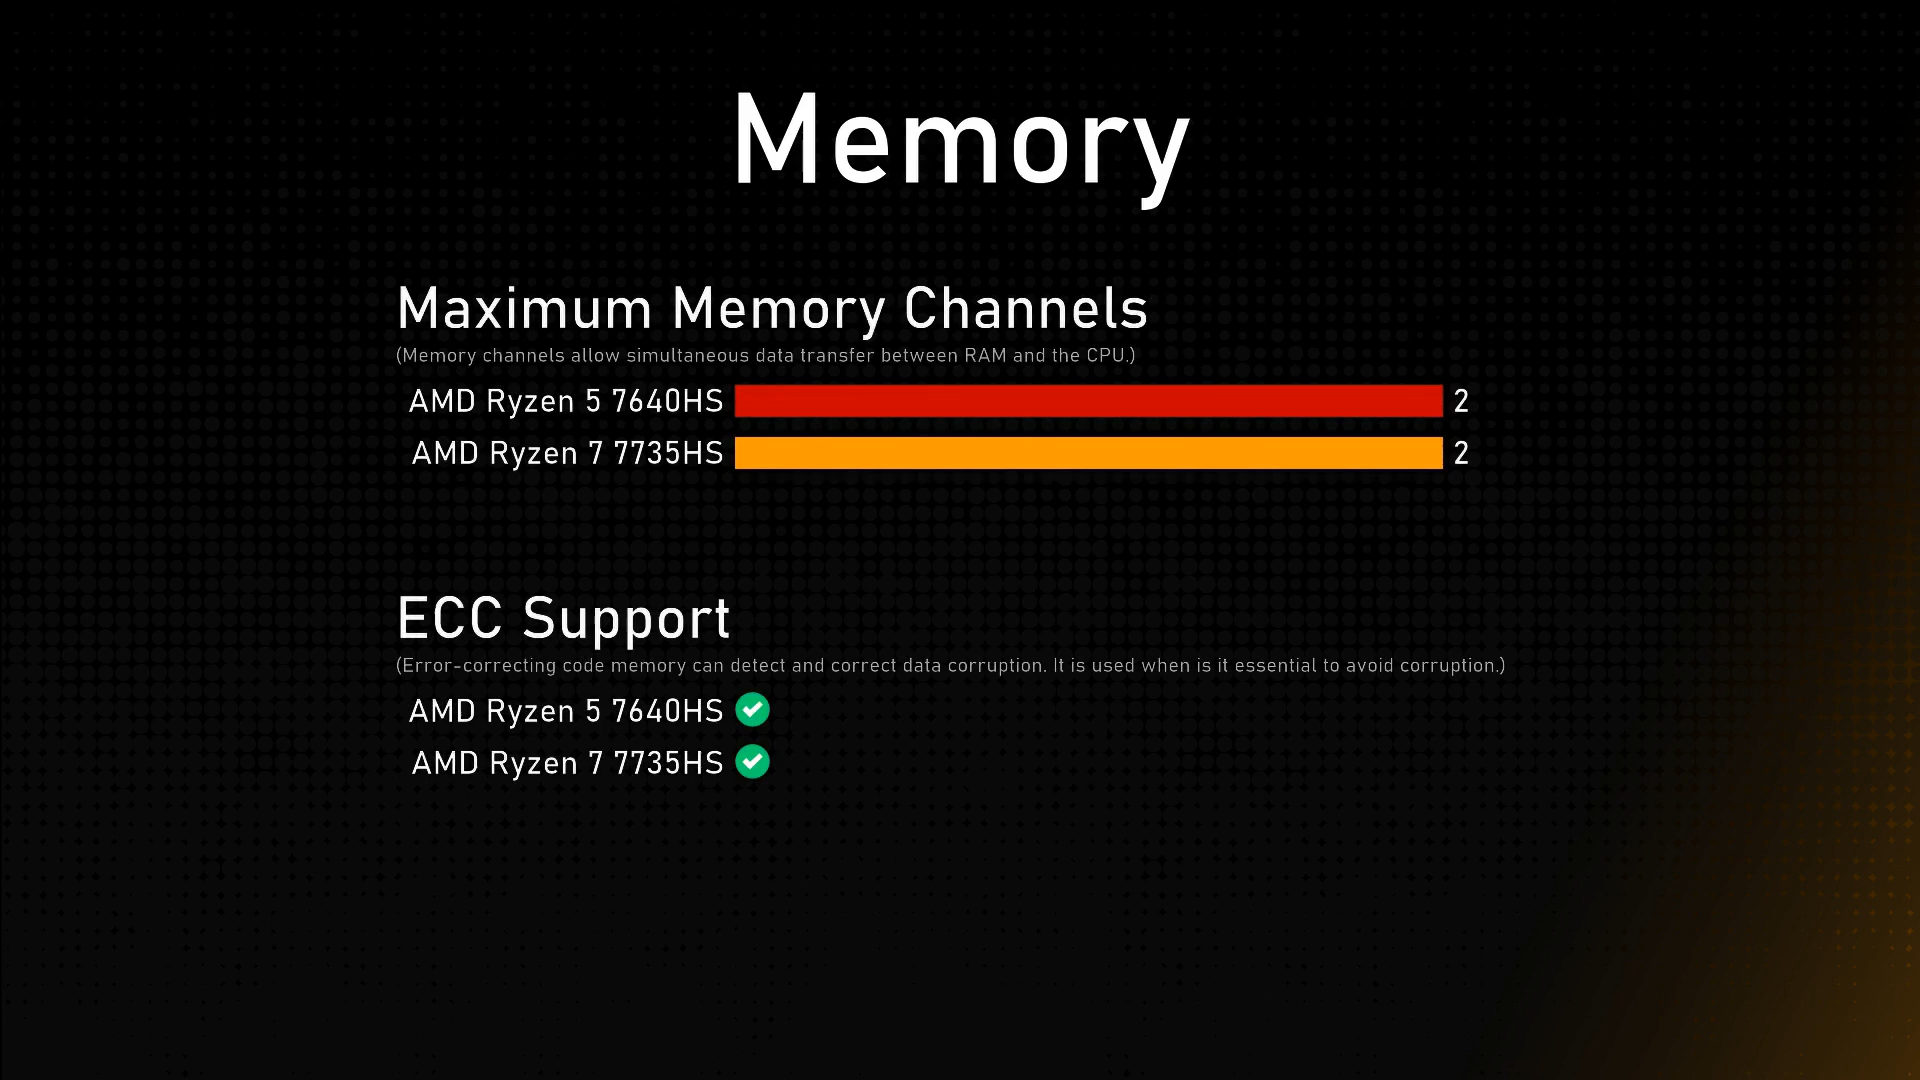 Memory
Maximum Memory Channels
(Memory channels allow simultaneous data transfer between RAM and the CPU.)
AMD Ryzen 5 7640HS 2
AMD Ryzen 7 7735HS 2
ECC Support
(Error-correcting code memory can detect and correct data corruption. It is used when is it essential to avoid corruption.)
AMD Ryzen 5 7640HS
AMD Ryzen 7 7735HS